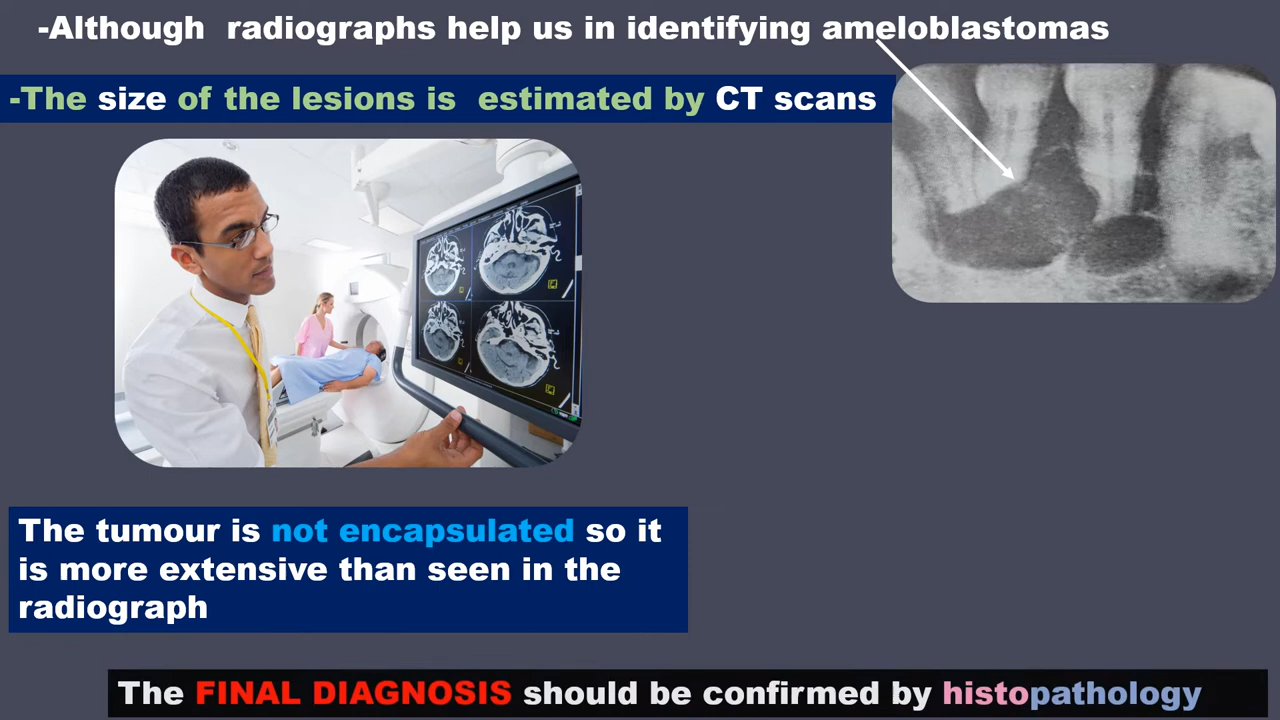 -Although radiographs help us in identifying ameloblastomas
-The size of the lesions is estimated by CT scans
The tumour is not encapsulated so it
is more extensive than seen in the
radiograph
The FINAL DIAGNOSIS should be confirmed by histopathology